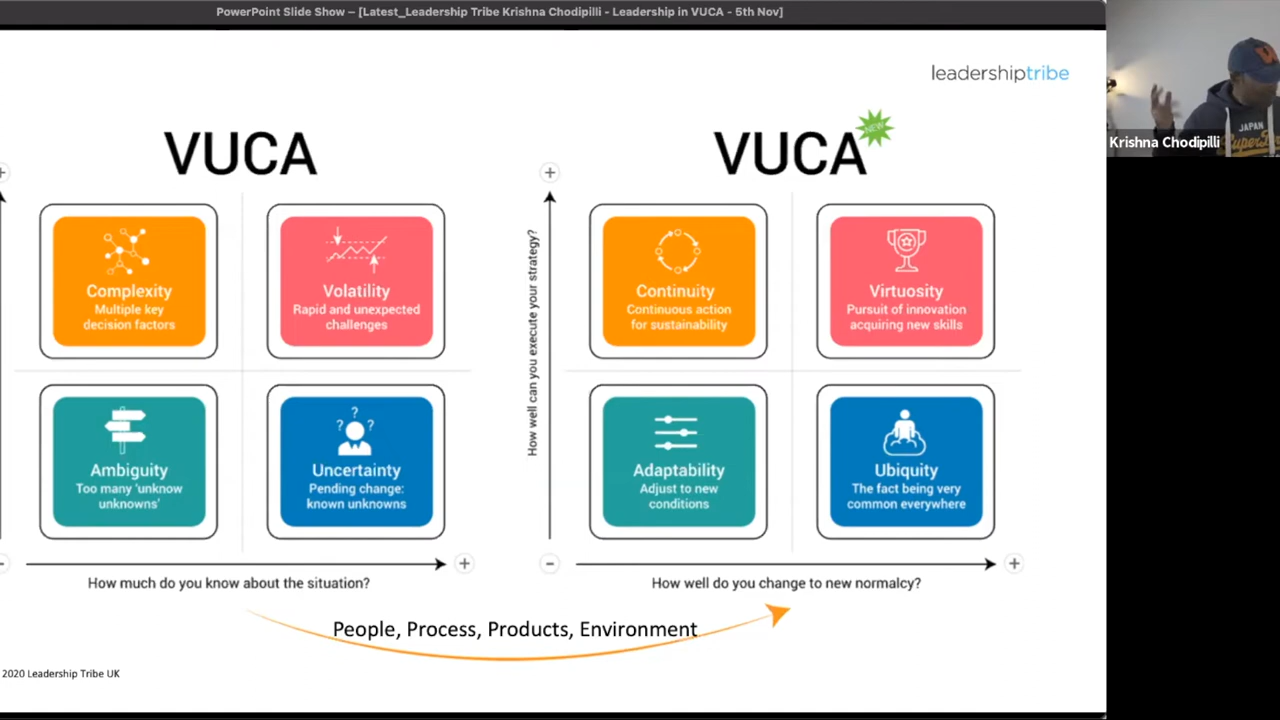 PowerPoint Slide Show – [Latest_Leadership Tribe Krishna Chodipilli - Leadership in VUCA - 5th Nov]
leadershiptribe
VUCA
Complexity
Multiple key
decision factors
Volatility
Rapid and unexpected
challenges
Ambiguity
Too many 'unknow
unknowns'
Uncertainty
Pending change:
known unknowns
How much do you know about the situation?
VUCA
NEW
How well can you execute your strategy?
Continuity
Continuous action
for sustainability
Virtuosity
Pursuit of innovation
acquiring new skills
Adaptability
Adjust to new
conditions
Ubiquity
The fact being very
common everywhere
How well do you change to new normalcy?
People, Process, Products, Environment
2020 Leadership Tribe UK
Krishna Chodipilli
JAPAN